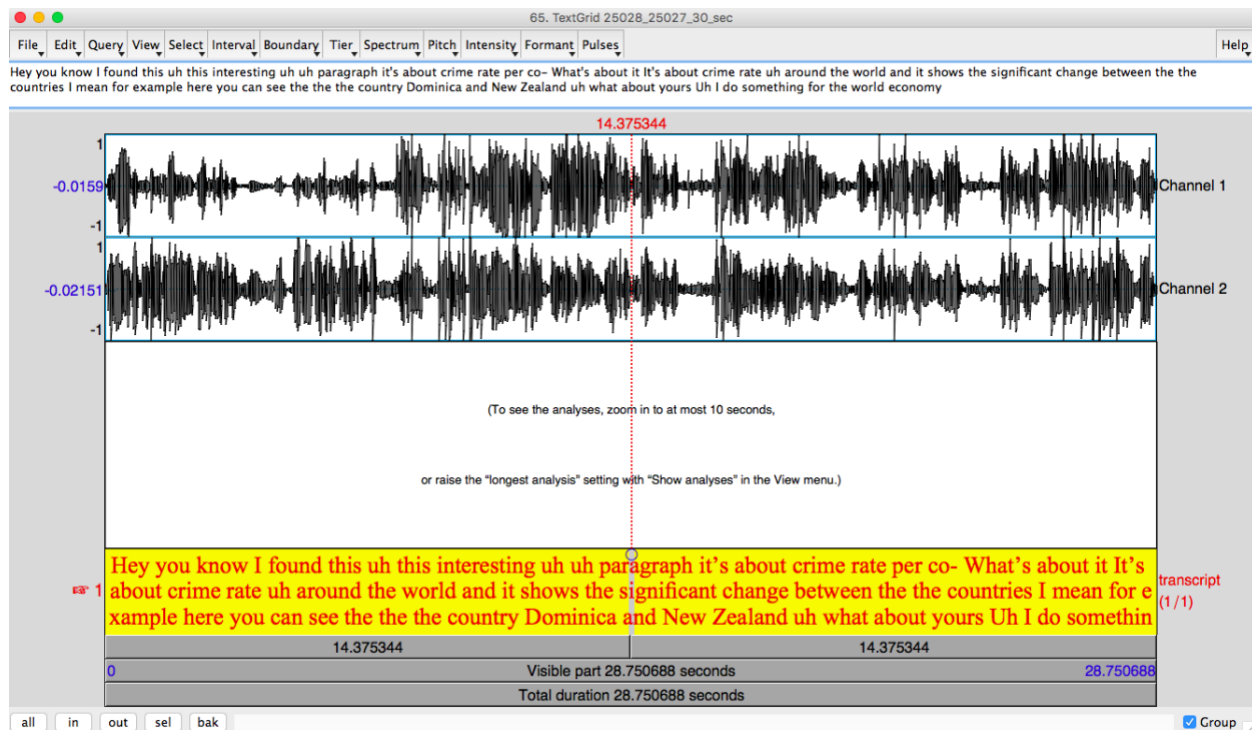 65. TextGrid 25028_25027_30_sec
File Edit Query View Select Interval Boundary Tier Spectrum Pitch Intensity Formant Pulses Help
Hey you know I found this uh this interesting uh uh paragraph it's about crime rate per co- What's about it It's about crime rate uh around the world and it shows the significant change between the the
countries I mean for example here you can see the the the country Dominica and New Zealand uh what about yours Uh I do something for the world economy
14.375344
1
-0.0159
Channel 1
-1
1
-0.02151
Channel 2
-1
(To see the analyses, zoom in to at most 10 seconds,
or raise the "longest analysis" setting with "Show analyses" in the View menu.)
Hey you know I found this uh this interesting uh uh paragraph it's about crime rate per co- What's about it It's
1 about crime rate uh around the world and it shows the significant change between the the countries I mean for e
xample here you can see the the the country Dominica and New Zealand uh what about yours Uh I do somethin
transcript
(1/1)
14.375344 14.375344
0 Visible part 28.750688 seconds 28.750688
Total duration 28.750688 seconds
all in out sel bak Group